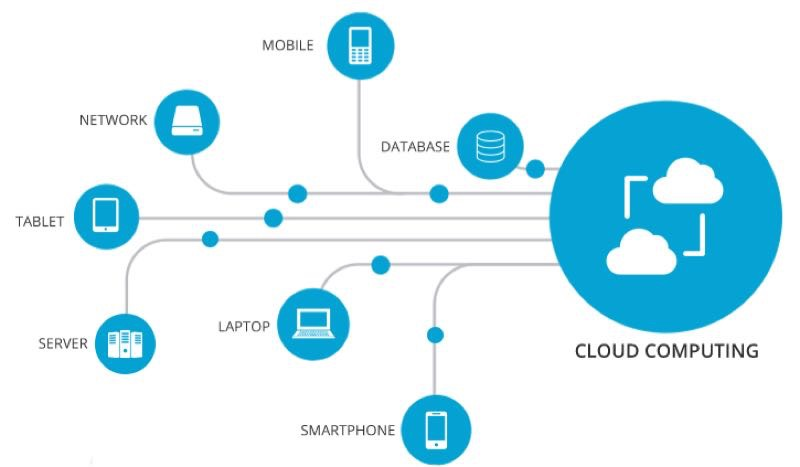 MOBILE
NETWORK
DATABASE
TABLET
LAPTOP
SERVER
CLOUD COMPUTING
SMARTPHONE